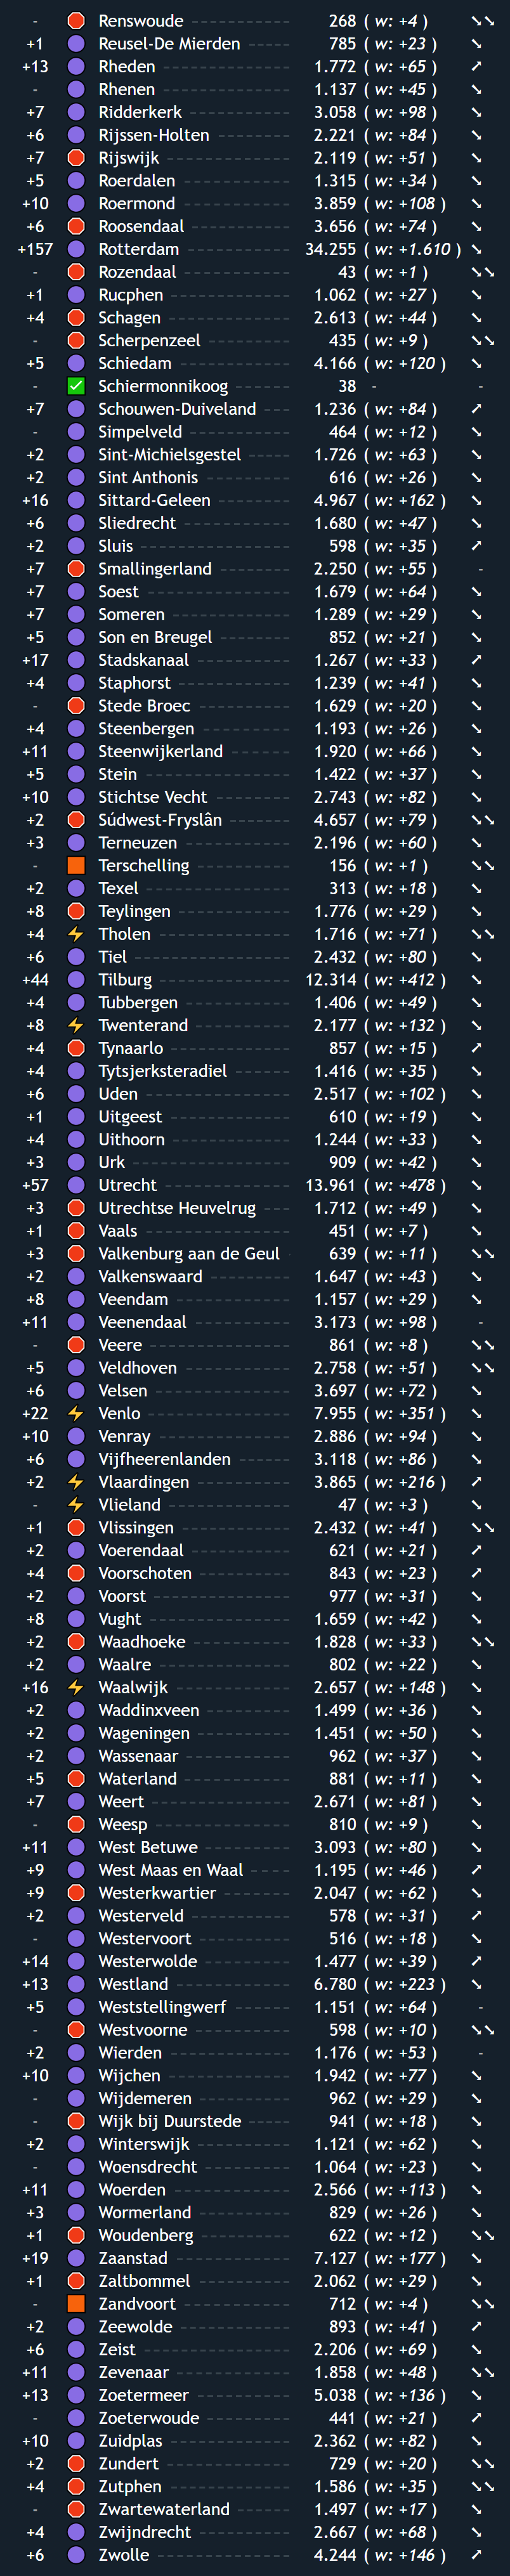 - Renswoude 268 ( w: +4 )
+1 Reusel-De Mierden 785 ( w: +23 )
+13 Rheden 1.772 ( w: +65 )
- Rhenen 1.137 ( w: +45 )
+7 Ridderkerk 3.058 ( w: +98 )
+6 Rijssen-Holten 2.221 ( w: +84 )
+7 Rijswijk 2.119 ( w: +51 )
+5 Roerdalen 1.315 ( w: +34 )
+10 Roermond 3.859 ( w: +108 )
+6 Roosendaal 3.656 ( w: +74 )
+157 Rotterdam 34.255 ( w: +1.610 )
- Rozendaal 43 ( w: +1 )
+1 Rucphen 1.062 ( w: +27 )
+4 Schagen 2.613 ( w: +44 )
- Scherpenzeel 435 ( w: +9 )
+5 Schiedam 4.166 ( w: +120 )
- Schiermonnikoog 38 - -
+7 Schouwen-Duiveland 1.236 ( w: +84 )
- Simpelveld 464 ( w: +12 )
+2 Sint-Michielsgestel 1.726 ( w: +63 )
+2 Sint Anthonis 616 ( w: +26 )
+16 Sittard-Geleen 4.967 ( w: +162 )
+6 Sliedrecht 1.680 ( w: +47 )
+2 Sluis 598 ( w: +35 )
+7 Smallingerland 2.250 ( w: +55 ) -
+7 Soest 1.679 ( w: +64 )
+7 Someren 1.289 ( w: +29 )
+5 Son en Breugel 852 ( w: +21 )
+17 Stadskanaal 1.267 ( w: +33 )
+4 Staphorst 1.239 ( w: +41 )
- Stede Broec 1.629 ( w: +20 )
+4 Steenbergen 1.193 ( w: +26 )
+11 Steenwijkerland 1.920 ( w: +66 )
+5 Stein 1.422 ( w: +37 )
+10 Stichtse Vecht 2.743 ( w: +82 )
+2 Súdwest-Fryslân 4.657 ( w: +79 )
+3 Terneuzen 2.196 ( w: +60 )
- Terschelling 156 ( w: +1 )
+2 Texel 313 ( w: +18 )
+8 Teylingen 1.776 ( w: +29 )
+4 Tholen 1.716 ( w: +71 )
+6 Tiel 2.432 ( w: +80 )
+44 Tilburg 12.314 ( w: +412 )
+4 Tubbergen 1.406 ( w: +49 )
+8 Twenterand 2.177 ( w: +132 )
+4 Tynaarlo 857 ( w: +15 )
+4 Tytsjerksteradiel 1.416 ( w: +35 )
+6 Uden 2.517 ( w: +102 )
+1 Uitgeest 610 ( w: +19 )
+4 Uithoorn 1.244 ( w: +33 )
+3 Urk 909 ( w: +42 )
+57 Utrecht 13.961 ( w: +478 )
+3 Utrechtse Heuvelrug 1.712 ( w: +49 )
+1 Vaals 451 ( w: +7 )
+3 Valkenburg aan de Geul 639 ( w: +11 )
+2 Valkenswaard 1.647 ( w: +43 )
+8 Veendam 1.157 ( w: +29 )
+11 Veenendaal 3.173 ( w: +98 ) -
- Veere 861 ( w: +8 )
+5 Veldhoven 2.758 ( w: +51 )
+6 Velsen 3.697 ( w: +72 )
+22 Venlo 7.955 ( w: +351 )
+10 Venray 2.886 ( w: +94 )
+6 Vijfheerenlanden 3.118 ( w: +86 )
+2 Vlaardingen 3.865 ( w: +216 )
- Vlieland 47 ( w: +3 )
+1 Vlissingen 2.432 ( w: +41 )
+2 Voerendaal 621 ( w: +21 )
+4 Voorschoten 843 ( w: +23 )
+2 Voorst 977 ( w: +31 )
+8 Vught 1.659 ( w: +42 )
+2 Waadhoeke 1.828 ( w: +33 )
+2 Waalre 802 ( w: +22 )
+16 Waalwijk 2.657 ( w: +148 )
+2 Waddinxveen 1.499 ( w: +36 )
+2 Wageningen 1.451 ( w: +50 )
+2 Wassenaar 962 ( w: +37 )
+5 Waterland 881 ( w: +11 )
+7 Weert 2.671 ( w: +81 )
- Weesp 810 ( w: +9 )
+11 West Betuwe 3.093 ( w: +80 )
+9 West Maas en Waal 1.195 ( w: +46 )
+9 Westerkwartier 2.047 ( w: +62 )
+2 Westerveld 578 ( w: +31 )
- Westervoort 516 ( w: +18 )
+14 Westerwolde 1.477 ( w: +39 )
+13 Westland 6.780 ( w: +223 )
+5 Weststellingwerf 1.151 ( w: +64 ) -
- Westvoorne 598 ( w: +10 )
+2 Wierden 1.176 ( w: +53 ) -
+10 Wijchen 1.942 ( w: +77 )
- Wijdemeren 962 ( w: +29 )
- Wijk bij Duurstede 941 ( w: +18 )
+2 Winterswijk 1.121 ( w: +62 )
- Woensdrecht 1.064 ( w: +23 )
+11 Woerden 2.566 ( w: +113 )
+3 Wormerland 829 ( w: +26 )
+1 Woudenberg 622 ( w: +12 )
+19 Zaanstad 7.127 ( w: +177 )
+1 Zaltbommel 2.062 ( w: +29 )
- Zandvoort 712 ( w: +4 )
+2 Zeewolde 893 ( w: +41 )
+6 Zeist 2.206 ( w: +69 )
+11 Zevenaar 1.858 ( w: +48 )
+13 Zoetermeer 5.038 ( w: +136 )
- Zoeterwoude 441 ( w: +21 )
+10 Zuidplas 2.362 ( w: +82 )
+2 Zundert 729 ( w: +20 )
+4 Zutphen 1.586 ( w: +35 )
- Zwartewaterland 1.497 ( w: +17 )
+4 Zwijndrecht 2.667 ( w: +68 )
+6 Zwolle 4.244 ( w: +146 )